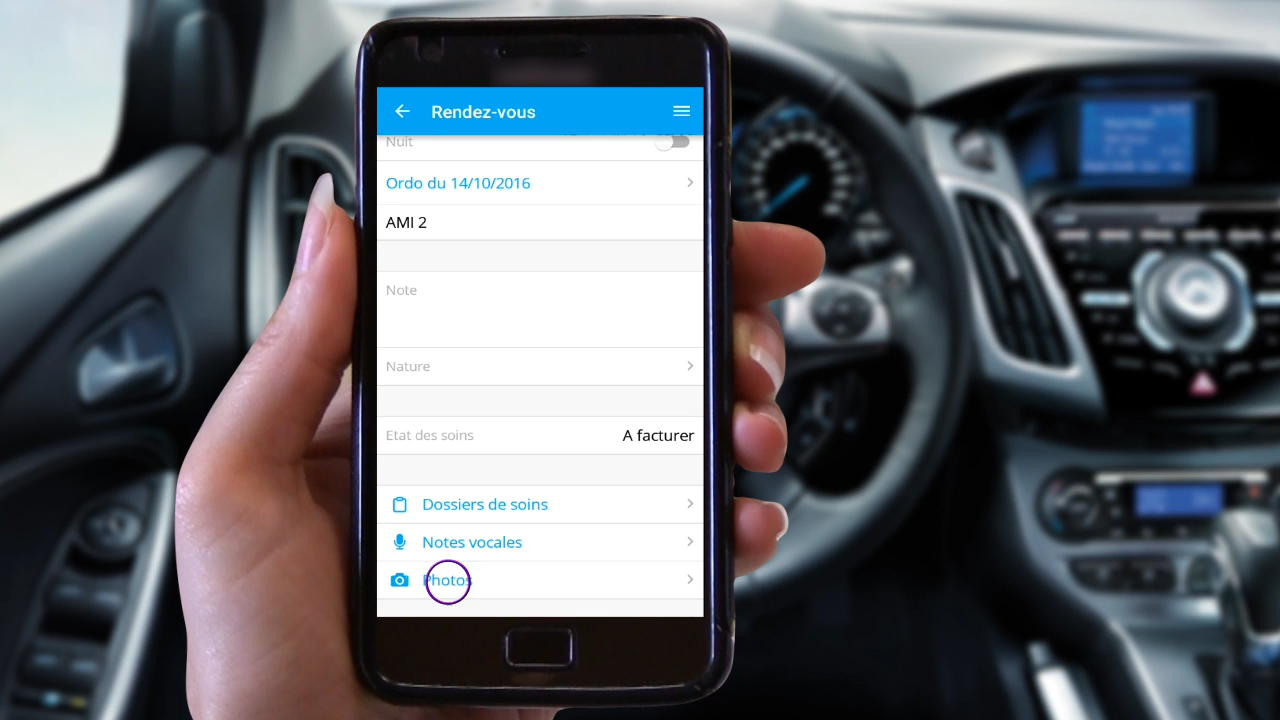 Rendez-vous
Nuit
Ordo du 14/10/2016
AMI 2
Note
Nature
Etat des soins
A facturer
Dossiers de soins
Notes vocales
Photos